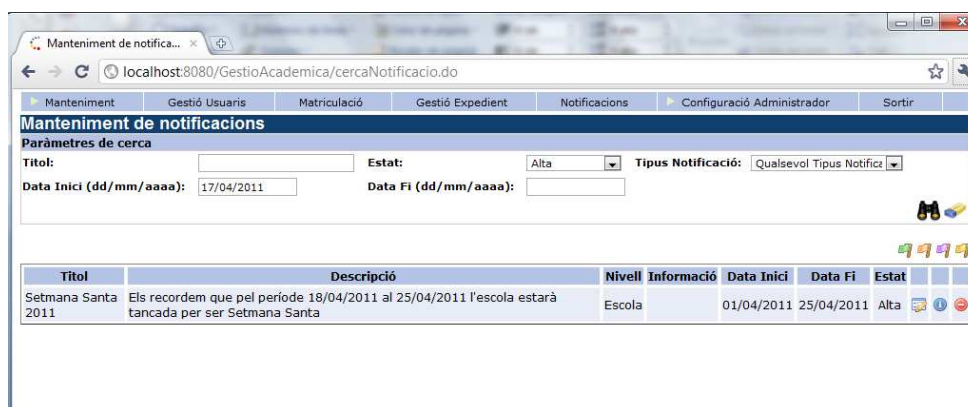 Manteniment de notifica...
localhost:8080/GestioAcademica/cercaNotificacio.do
Manteniment Gestió Usuaris Matriculació Gestió Expedient Notificacions Configuració Administrador Sortir
Manteniment de notificacions
Paràmetres de cerca
Titol: Estat: Alta Tipus Notificació: Qualsevol Tipus Notifica
Data Inici (dd/mm/aaaa): 17/04/2011 Data Fi (dd/mm/aaaa):
Titol Descripció Nivell Informació Data Inici Data Fi Estat
Setmana Santa 2011 Els recordem que pel període 18/04/2011 al 25/04/2011 l'escola estarà Escola 01/04/2011 25/04/2011 Alta
tancada per ser Setmana Santa